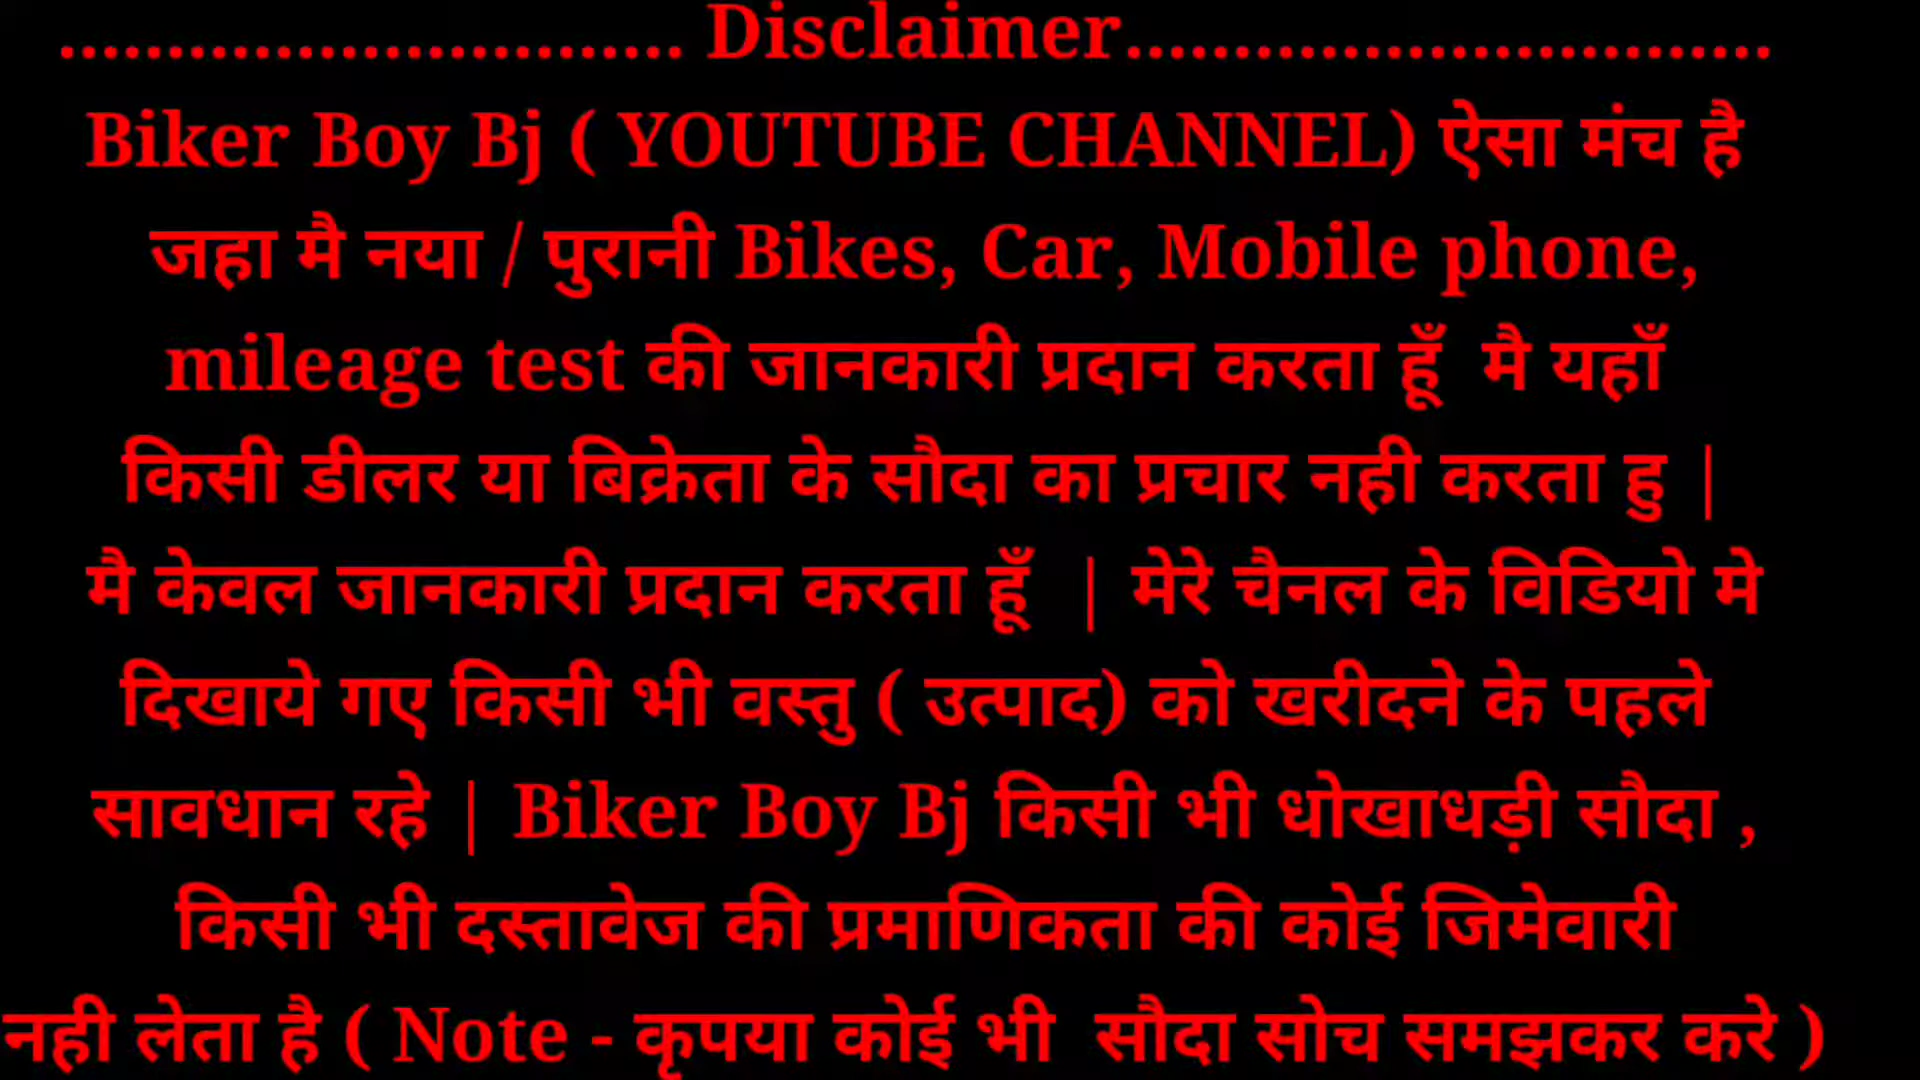 ............................. Disclaimer..............................
Biker Boy Bj ( YOUTUBE CHANNEL) ऐसा मंच है
जहा मै नया / पुरानी Bikes, Car, Mobile phone,
mileage test की जानकारी प्रदान करता हूँ मै यहाँ
किसी डीलर या बिक्रेता के सौदा का प्रचार नही करता हु |
मै केवल जानकारी प्रदान करता हूँ | मेरे चैनल के विडियो मे
दिखाये गए किसी भी वस्तु ( उत्पाद) को खरीदने के पहले
सावधान रहे | Biker Boy Bj किसी भी धोखाधड़ी सौदा ,
किसी भी दस्तावेज की प्रमाणिकता की कोई जिमेवारी
नही लेता है ( Note - कृपया कोई भी सौदा सोच समझकर करे )